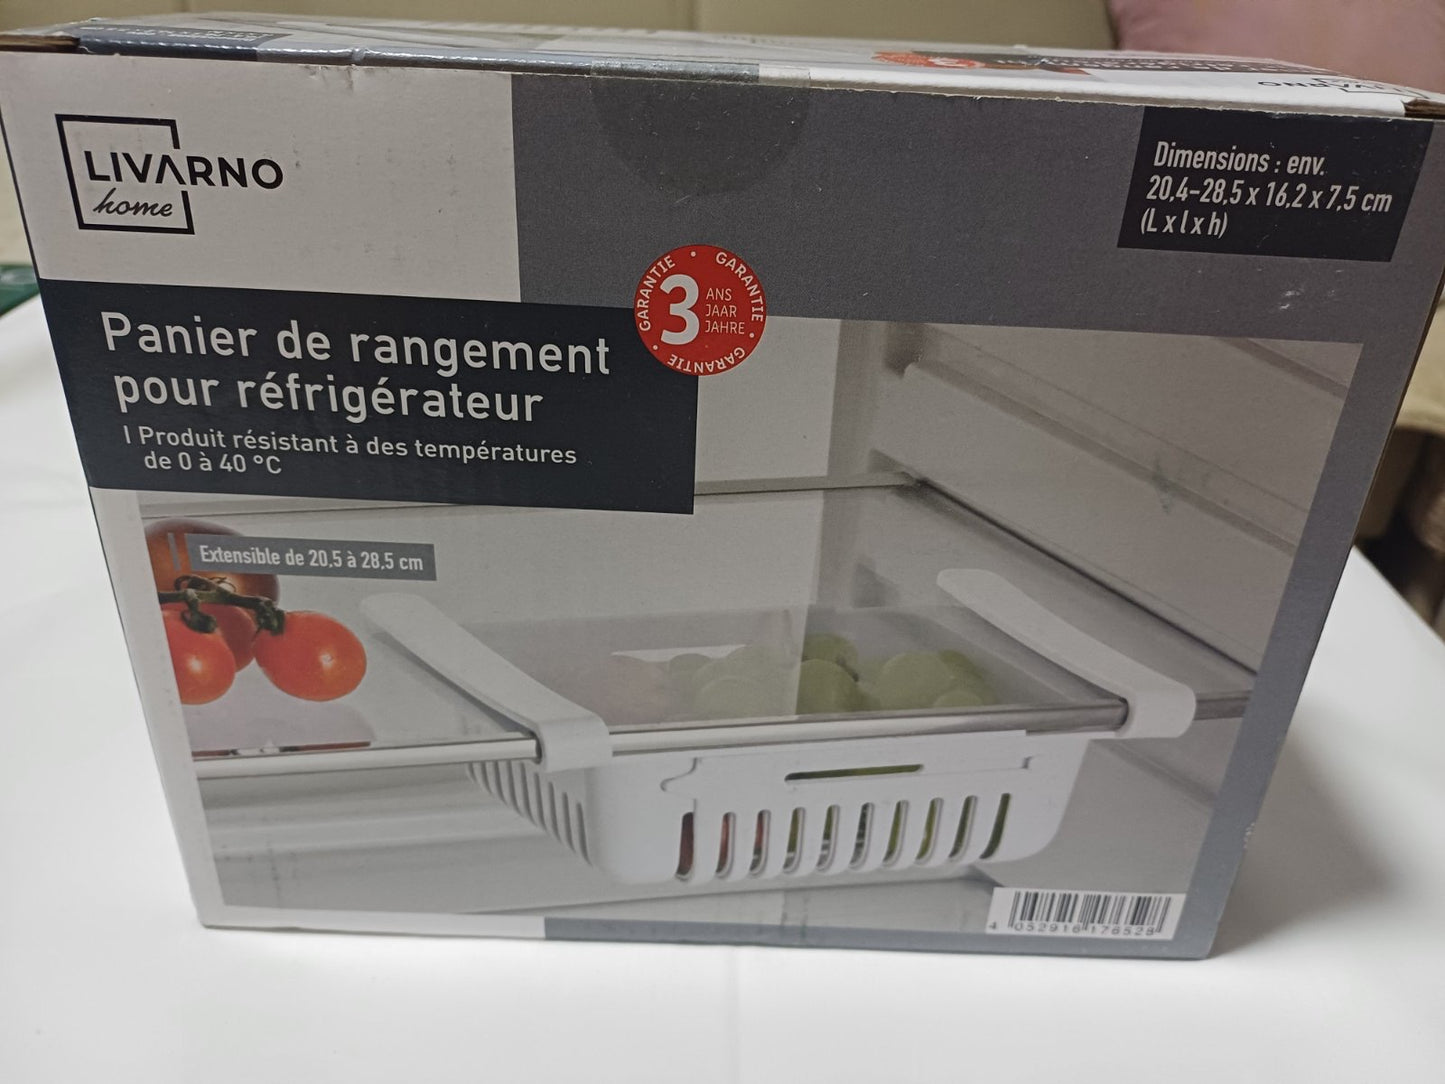 LIVARNO
home
Dimensions : env.
20,4–28,5 x 16,2 x 7,5 cm
(L x l x h)
GARANTIE • GARANTIE • GARANTIE •
3 ANS
JAAR
JAHRE
Panier de rangement
pour réfrigérateur
| Produit résistant à des températures
de 0 à 40 °C
Extensible de 20,5 à 28,5 cm
4 052916 176528